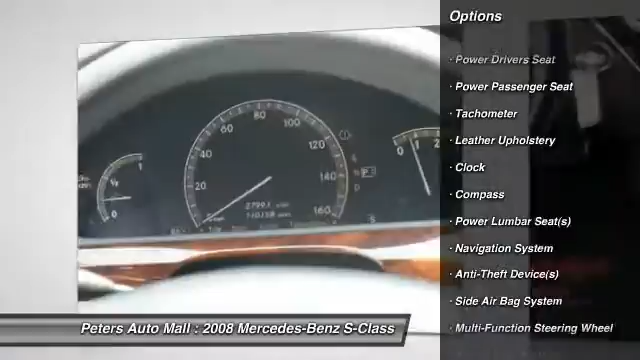 Options
· Power Drivers Seat
· Power Passenger Seat
· Tachometer
· Leather Upholstery
· Clock
· Compass
· Power Lumbar Seat(s)
· Navigation System
· Anti-Theft Device(s)
· Side Air Bag System
· Multi-Function Steering Wheel
80
60 100
40 120
20 140
160
1
0
0 1 2
Peters Auto Mall : 2008 Mercedes-Benz S-Class